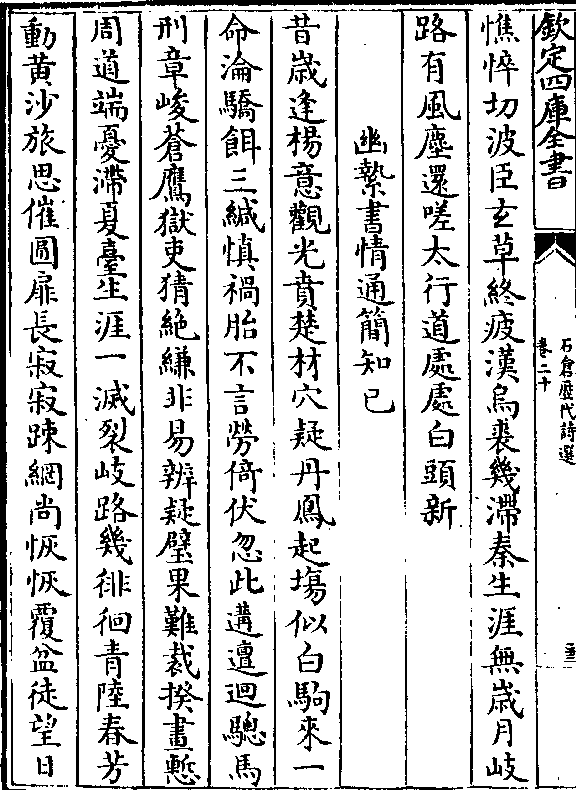 欽定四庫全書
石倉歴代詩選
卷二十
憔悴切波臣玄草終疲漢烏裘幾滯秦生涯無歳月岐
路有風塵還嗟太行道處處白頭新
幽縶書情通簡知已
昔歳逢楊意觀光賁楚材穴疑丹鳳起塲似白駒來一
命淪驕餌三緘慎禍胎不言勞倚伏忽此遘邅迴驄馬
刑章峻蒼鷹獄吏猜絶縑非易辨疑璧果難裁揆畫慙
周道端憂滯夏臺生涯一滅裂岐路幾徘徊青陸春芳
動黄沙旅思催圓扉長寂寂踈網尚恢恢覆盆徒望日